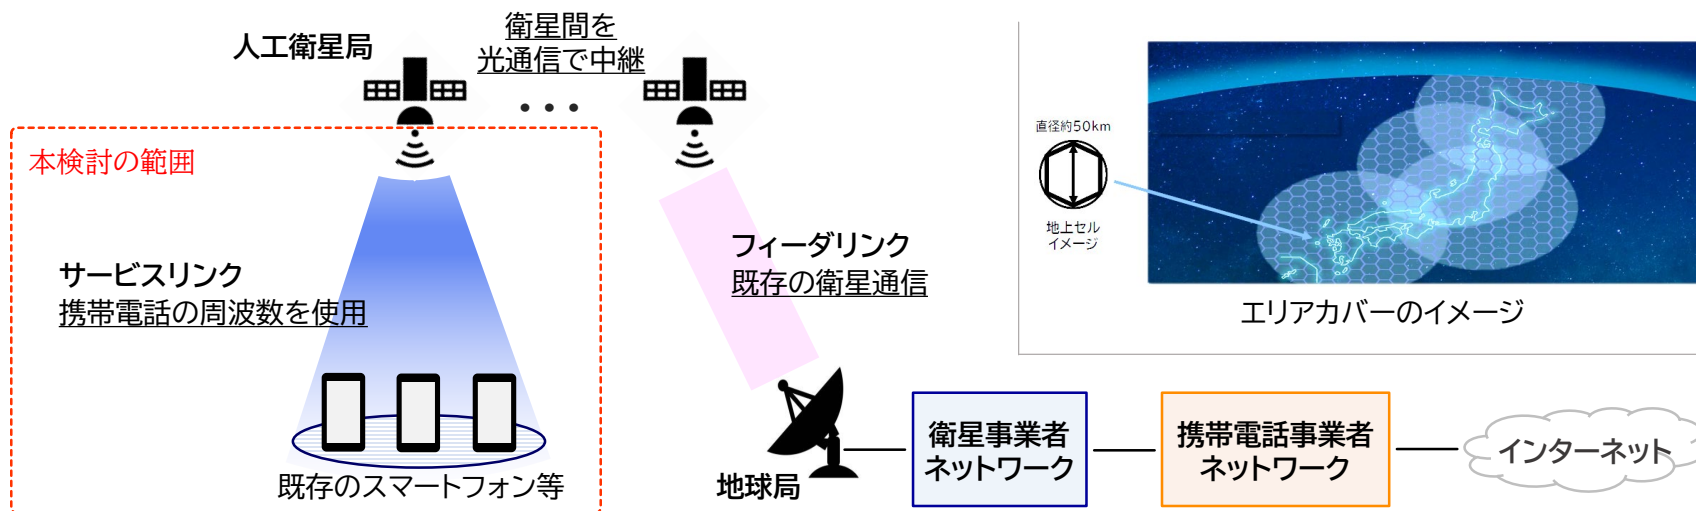 人工衛星局
衛星間を
光通信で中継
・・・
本検討の範囲
サービスリンク
携帯電話の周波数を使用
既存のスマートフォン等
フィーダリンク
既存の衛星通信
地球局
衛星事業者
ネットワーク
携帯電話事業者
ネットワーク
インターネット
直径約50km
地上セル
イメージ
エリアカバーのイメージ